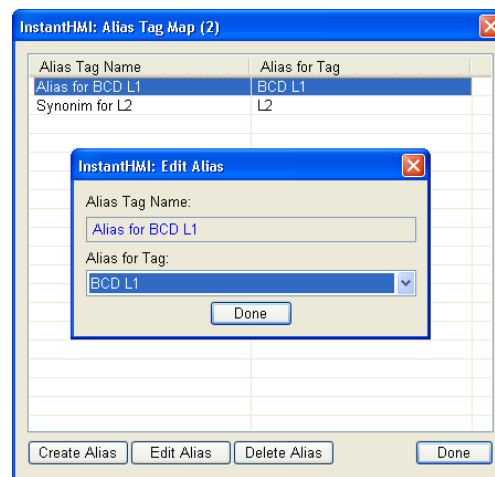 InstantHMI: Alias Tag Map (2)
Alias Tag Name Alias for Tag
Alias for BCD L1 BCD L1
Synonim for L2 L2
InstantHMI: Edit Alias
Alias Tag Name:
Alias for BCD L1
Alias for Tag:
BCD L1
Done
Create Alias Edit Alias Delete Alias Done